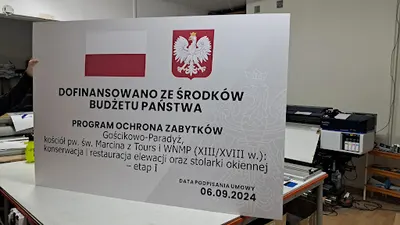 DOFINANSOWANO ZE ŚRODKÓW
BUDŻETU PAŃSTWA
PROGRAM OCHRONA ZABYTKÓW
Gościkowo-Paradyż,
kościół pw. św. Marcina z Tours i WNMP (XIII/XVIII w.):
konserwacja i restauracja elewacji oraz stolarki okiennej
– etap I
DATA PODPISANIA UMOWY
06.09.2024